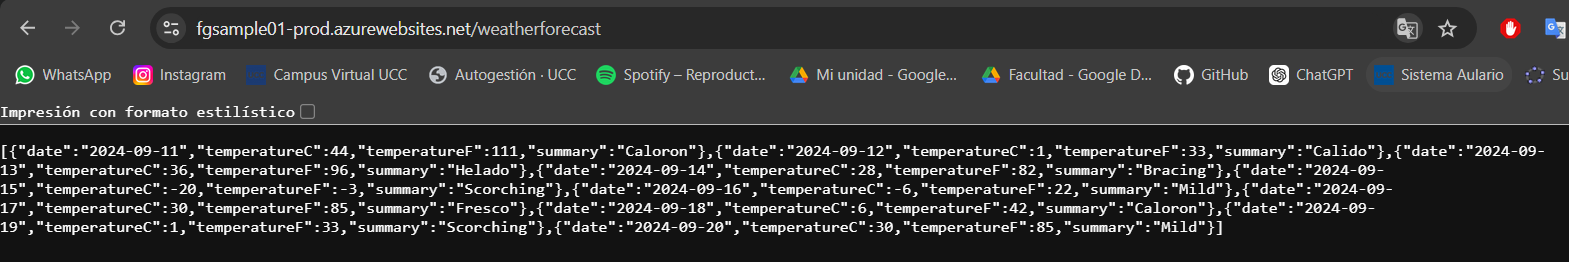 fgsample01-prod.azurewebsites.net/weatherforecast
WhatsApp Instagram Campus Virtual UCC Autogestión · UCC Spotify – Reproduct... Mi unidad - Google... Facultad - Google D... GitHub ChatGPT Sistema Aulario Su
Impresión con formato estilístico
[{"date":"2024-09-11","temperatureC":44,"temperatureF":111,"summary":"Caloron"},{"date":"2024-09-12","temperatureC":1,"temperatureF":33,"summary":"Calido"},{"date":"2024-09-
13","temperatureC":36,"temperatureF":96,"summary":"Helado"},{"date":"2024-09-14","temperatureC":28,"temperatureF":82,"summary":"Bracing"},{"date":"2024-09-
15","temperatureC":-20,"temperatureF":-3,"summary":"Scorching"},{"date":"2024-09-16","temperatureC":-6,"temperatureF":22,"summary":"Mild"},{"date":"2024-09-
17","temperatureC":30,"temperatureF":85,"summary":"Fresco"},{"date":"2024-09-18","temperatureC":6,"temperatureF":42,"summary":"Caloron"},{"date":"2024-09-
19","temperatureC":1,"temperatureF":33,"summary":"Scorching"},{"date":"2024-09-20","temperatureC":30,"temperatureF":85,"summary":"Mild"}]